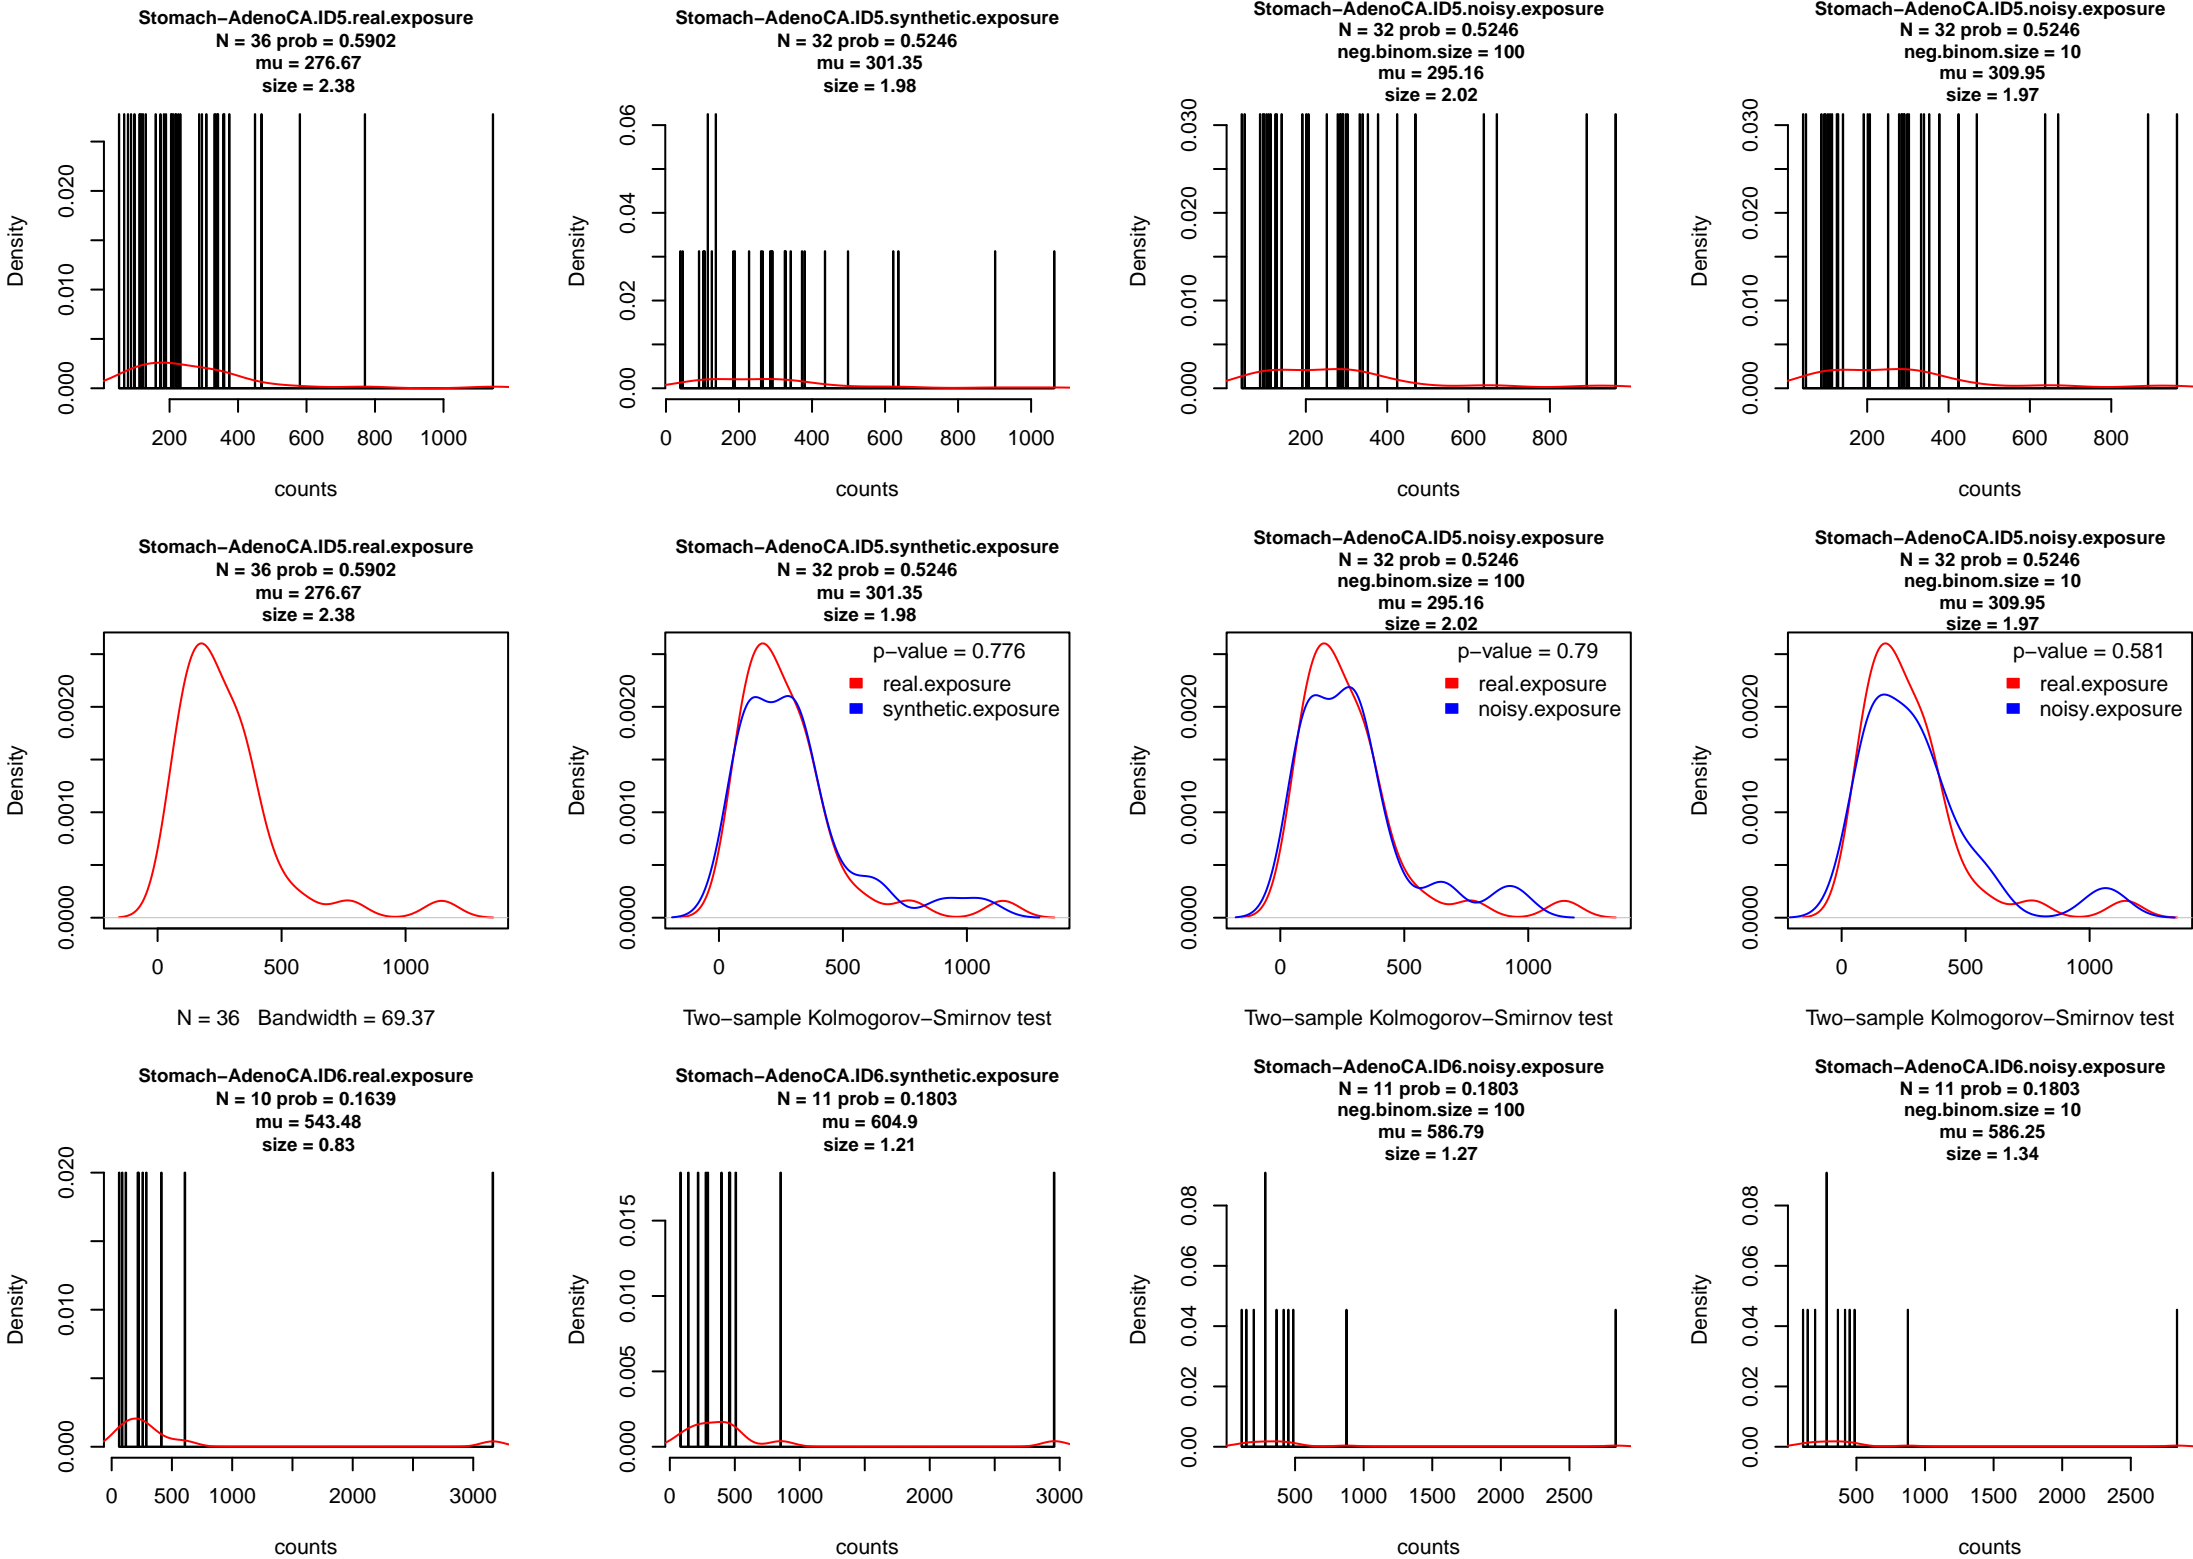 Stomach−AdenoCA.ID5.real.exposure
N = 36 prob = 0.5902
mu = 276.67
size = 2.38
Density
0.000 0.010 0.020
200 400 600 800 1000
counts
Stomach−AdenoCA.ID5.synthetic.exposure
N = 32 prob = 0.5246
mu = 301.35
size = 1.98
Density
0.00 0.02 0.04 0.06
0 200 400 600 800 1000
counts
Stomach−AdenoCA.ID5.noisy.exposure
N = 32 prob = 0.5246
neg.binom.size = 100
mu = 295.16
size = 2.02
Density
0.000 0.010 0.020 0.030
200 400 600 800
counts
Stomach−AdenoCA.ID5.noisy.exposure
N = 32 prob = 0.5246
neg.binom.size = 10
mu = 309.95
size = 1.97
Density
0.000 0.010 0.020 0.030
200 400 600 800
counts
Stomach−AdenoCA.ID5.real.exposure
N = 36 prob = 0.5902
mu = 276.67
size = 2.38
Density
0.0000 0.0010 0.0020
0 500 1000
N = 36 Bandwidth = 69.37
Stomach−AdenoCA.ID5.synthetic.exposure
N = 32 prob = 0.5246
mu = 301.35
size = 1.98
p−value = 0.776
real.exposure
synthetic.exposure
Density
0.0000 0.0010 0.0020
0 500 1000
Two−sample Kolmogorov−Smirnov test
Stomach−AdenoCA.ID5.noisy.exposure
N = 32 prob = 0.5246
neg.binom.size = 100
mu = 295.16
size = 2.02
p−value = 0.79
real.exposure
noisy.exposure
Density
0.0000 0.0010 0.0020
0 500 1000
Two−sample Kolmogorov−Smirnov test
Stomach−AdenoCA.ID5.noisy.exposure
N = 32 prob = 0.5246
neg.binom.size = 10
mu = 309.95
size = 1.97
p−value = 0.581
real.exposure
noisy.exposure
Density
0.0000 0.0010 0.0020
0 500 1000
Two−sample Kolmogorov−Smirnov test
Stomach−AdenoCA.ID6.real.exposure
N = 10 prob = 0.1639
mu = 543.48
size = 0.83
Density
0.000 0.010 0.020
0 500 1000 2000 3000
counts
Stomach−AdenoCA.ID6.synthetic.exposure
N = 11 prob = 0.1803
mu = 604.9
size = 1.21
Density
0.000 0.005 0.010 0.015
0 500 1000 2000 3000
counts
Stomach−AdenoCA.ID6.noisy.exposure
N = 11 prob = 0.1803
neg.binom.size = 100
mu = 586.79
size = 1.27
Density
0.00 0.02 0.04 0.06 0.08
500 1000 1500 2000 2500
counts
Stomach−AdenoCA.ID6.noisy.exposure
N = 11 prob = 0.1803
neg.binom.size = 10
mu = 586.25
size = 1.34
Density
0.00 0.02 0.04 0.06 0.08
500 1000 1500 2000 2500
counts